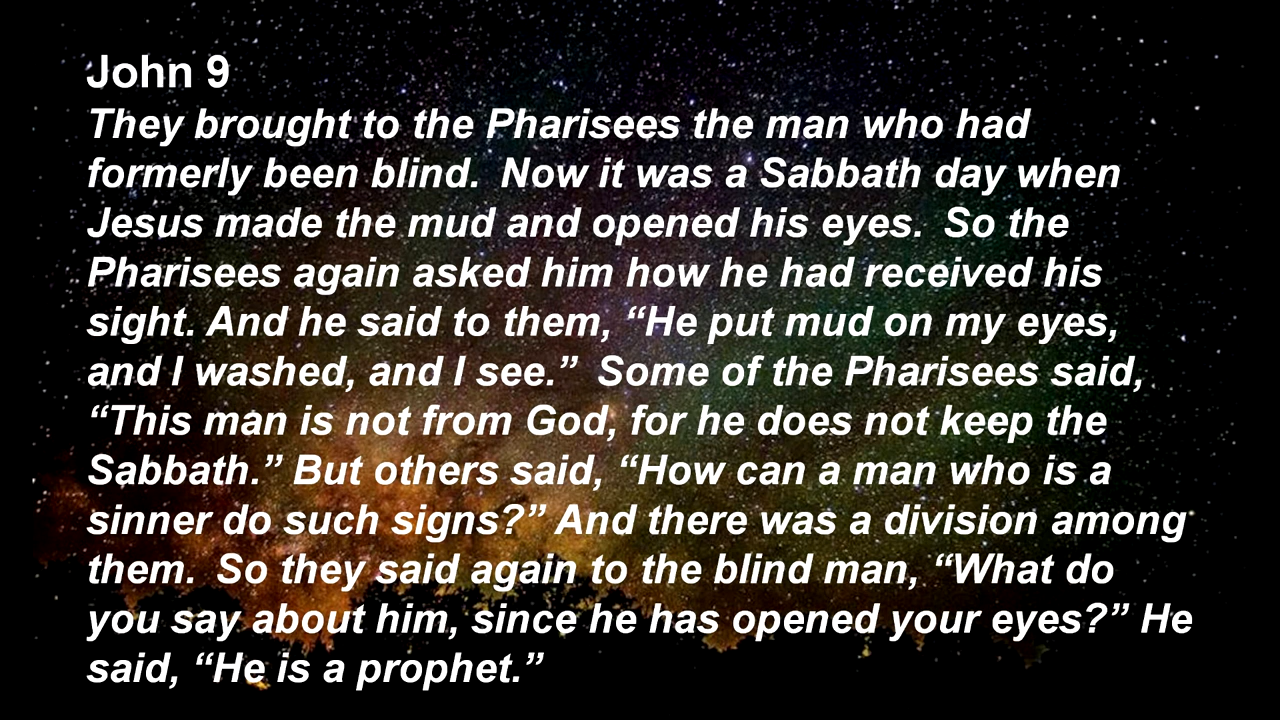 John 9
They brought to the Pharisees the man who had
formerly been blind.  Now it was a Sabbath day when
Jesus made the mud and opened his eyes.  So the
Pharisees again asked him how he had received his
sight. And he said to them, “He put mud on my eyes,
and I washed, and I see.”  Some of the Pharisees said,
“This man is not from God, for he does not keep the
Sabbath.” But others said, “How can a man who is a
sinner do such signs?” And there was a division among
them.  So they said again to the blind man, “What do
you say about him, since he has opened your eyes?” He
said, “He is a prophet.”